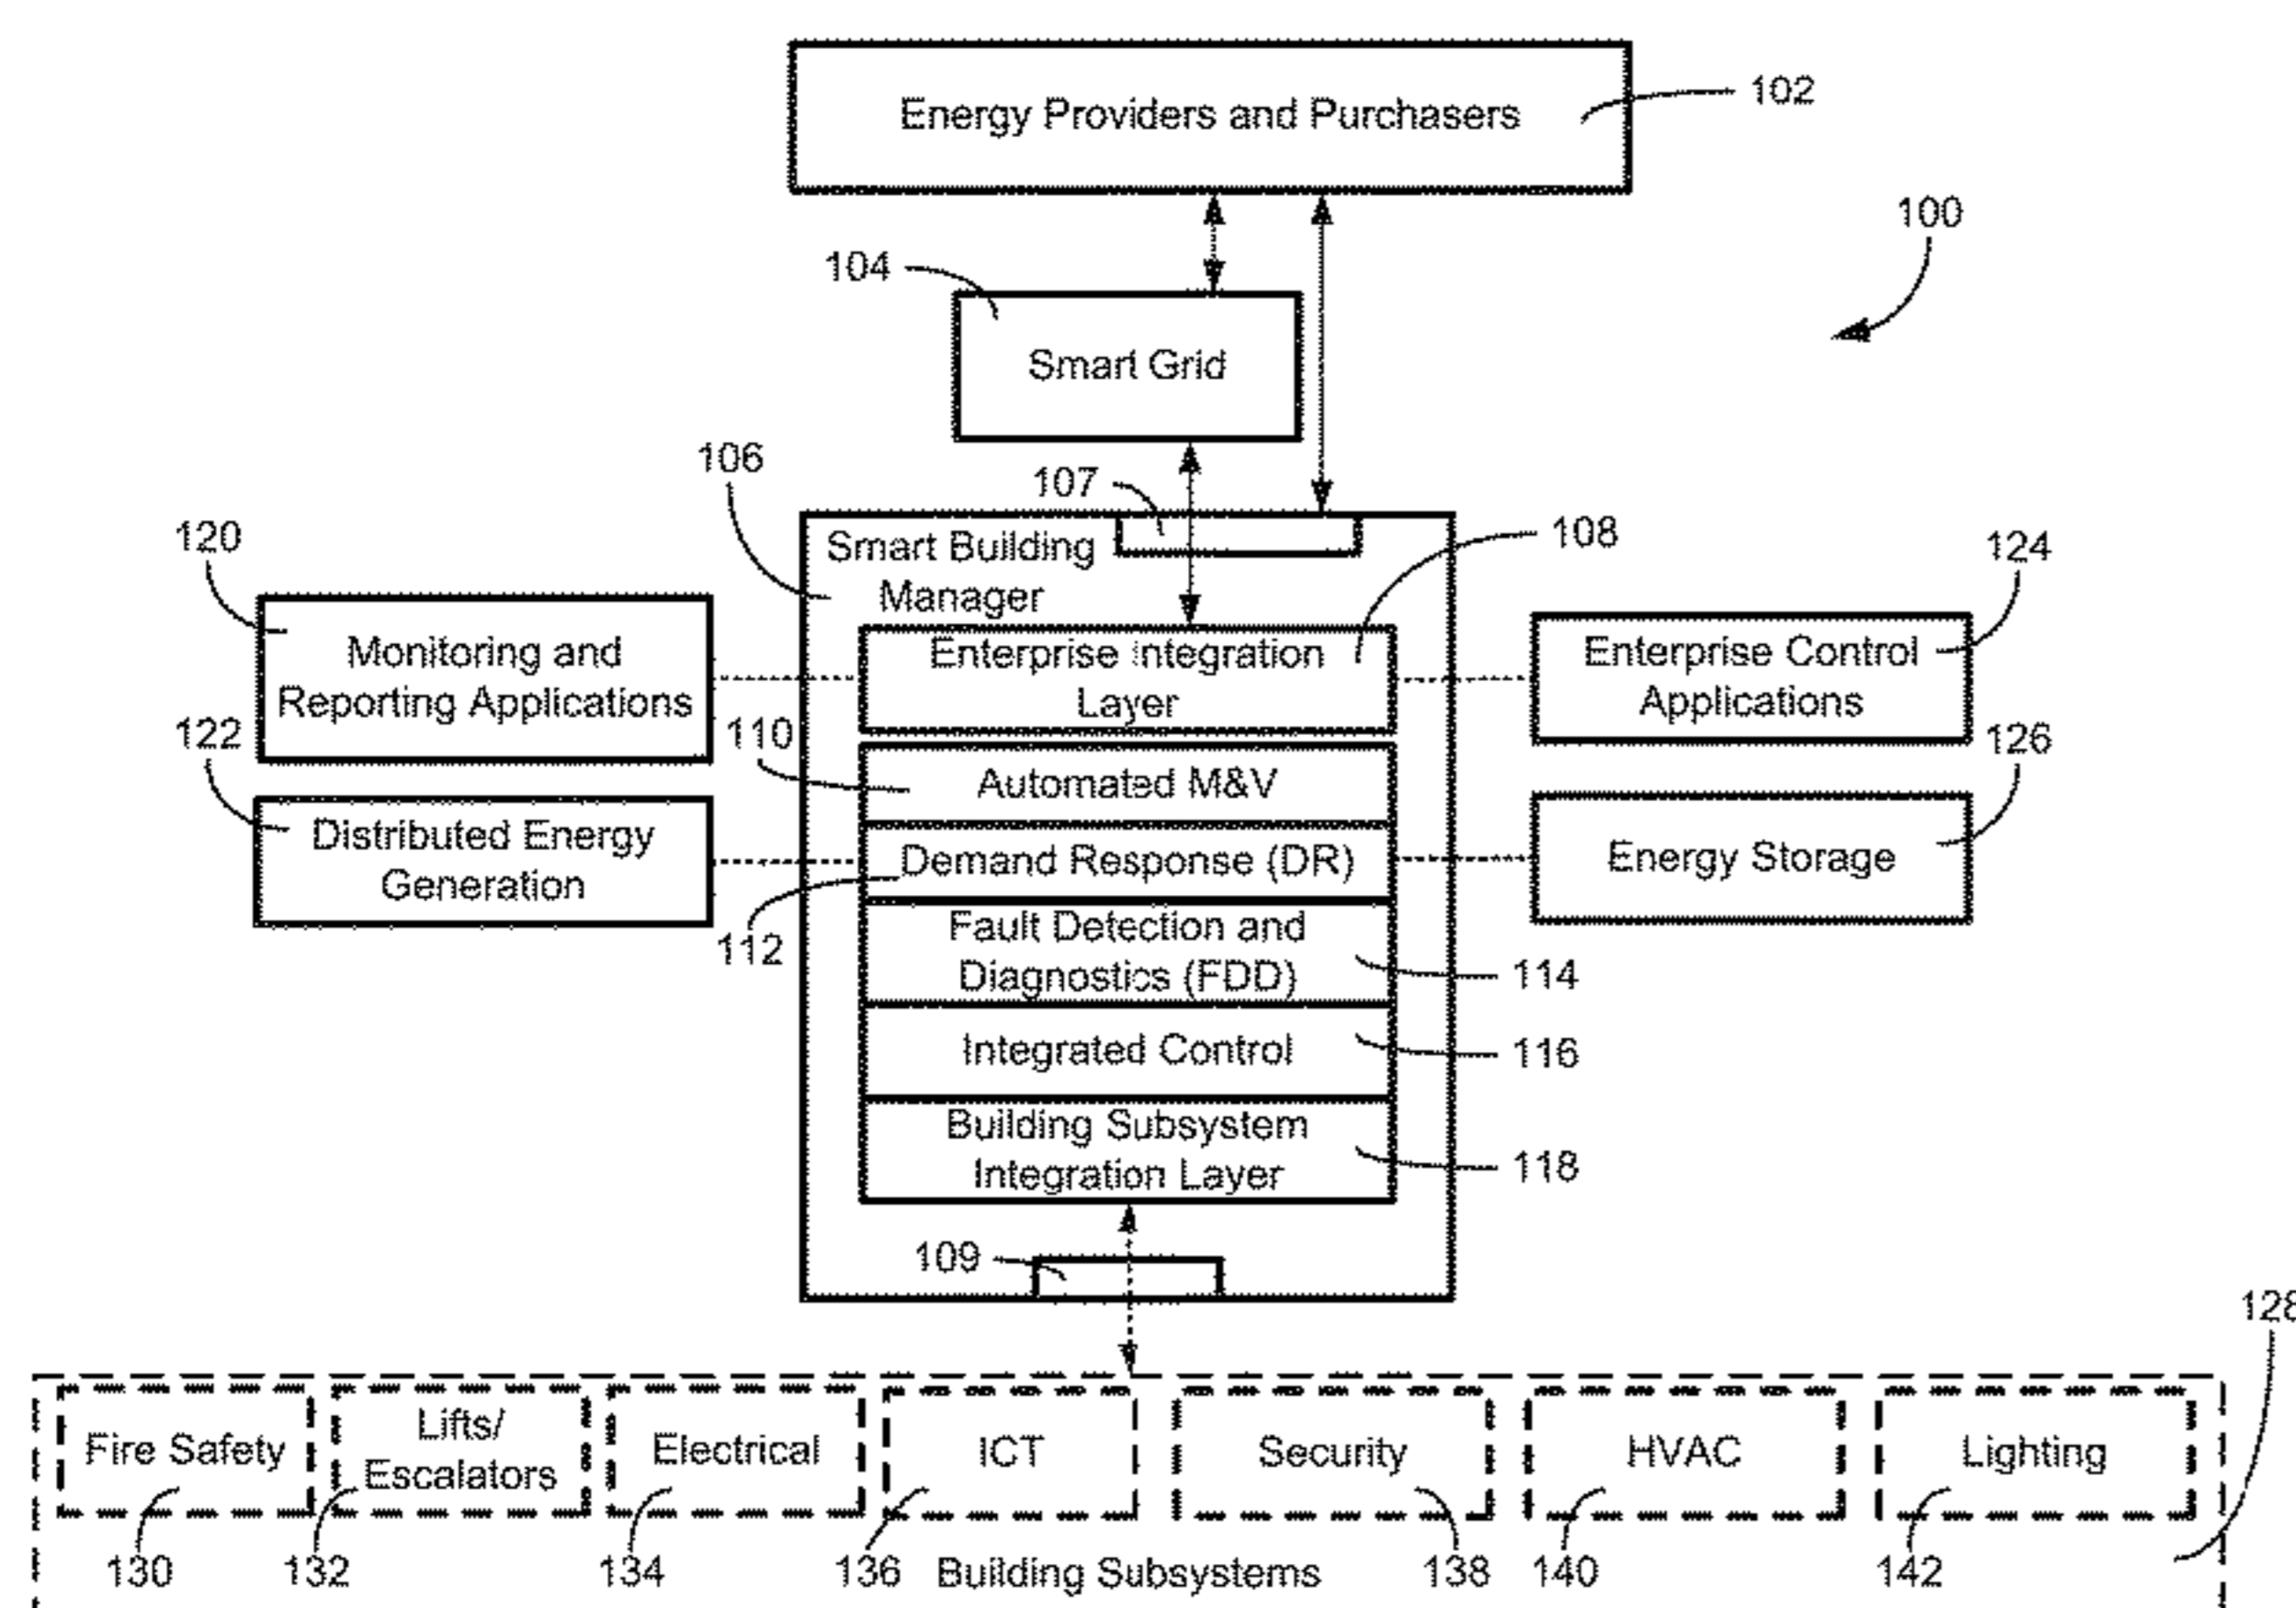 Energy Providers and Purchasers
102
100
104
Smart Grid
106
107
Smart Building
Manager
108
120
124
Monitoring and
Reporting Applications
Enterprise Integration
Layer
Enterprise Control
Applications
122
110
126
Automated M&V
Distributed Energy
Generation
Demand Response (DR)
Energy Storage
112
Fault Detection and
Diagnostics (FDD)
114
Integrated Control
116
Building Subsystem
Integration Layer
118
109
128
Fire Safety
Lifts/
Escalators
Electrical
ICT
Security
HVAC
Lighting
130
132
134
136
Building Subsystems
138
140
142